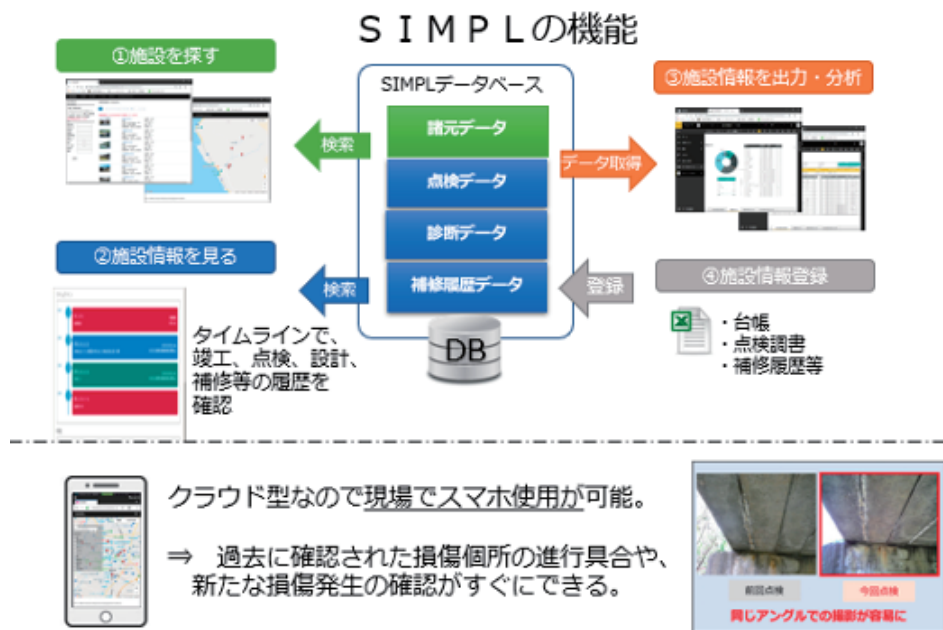 ＳＩＭＰＬの機能
①施設を探す
SIMPLデータベース
諸元データ
点検データ
診断データ
補修履歴データ
DB
検索
②施設情報を見る
検索
タイムラインで、
竣工、点検、設計、
補修等の履歴を
確認
③施設情報を出力・分析
データ取得
④施設情報登録
登録
・台帳
・点検調書
・補修履歴等
クラウド型なので現場でスマホ使用が可能。
⇒　過去に確認された損傷個所の進行具合や、
新たな損傷発生の確認がすぐにできる。
前回点検
今回点検
同じアングルでの撮影が容易に